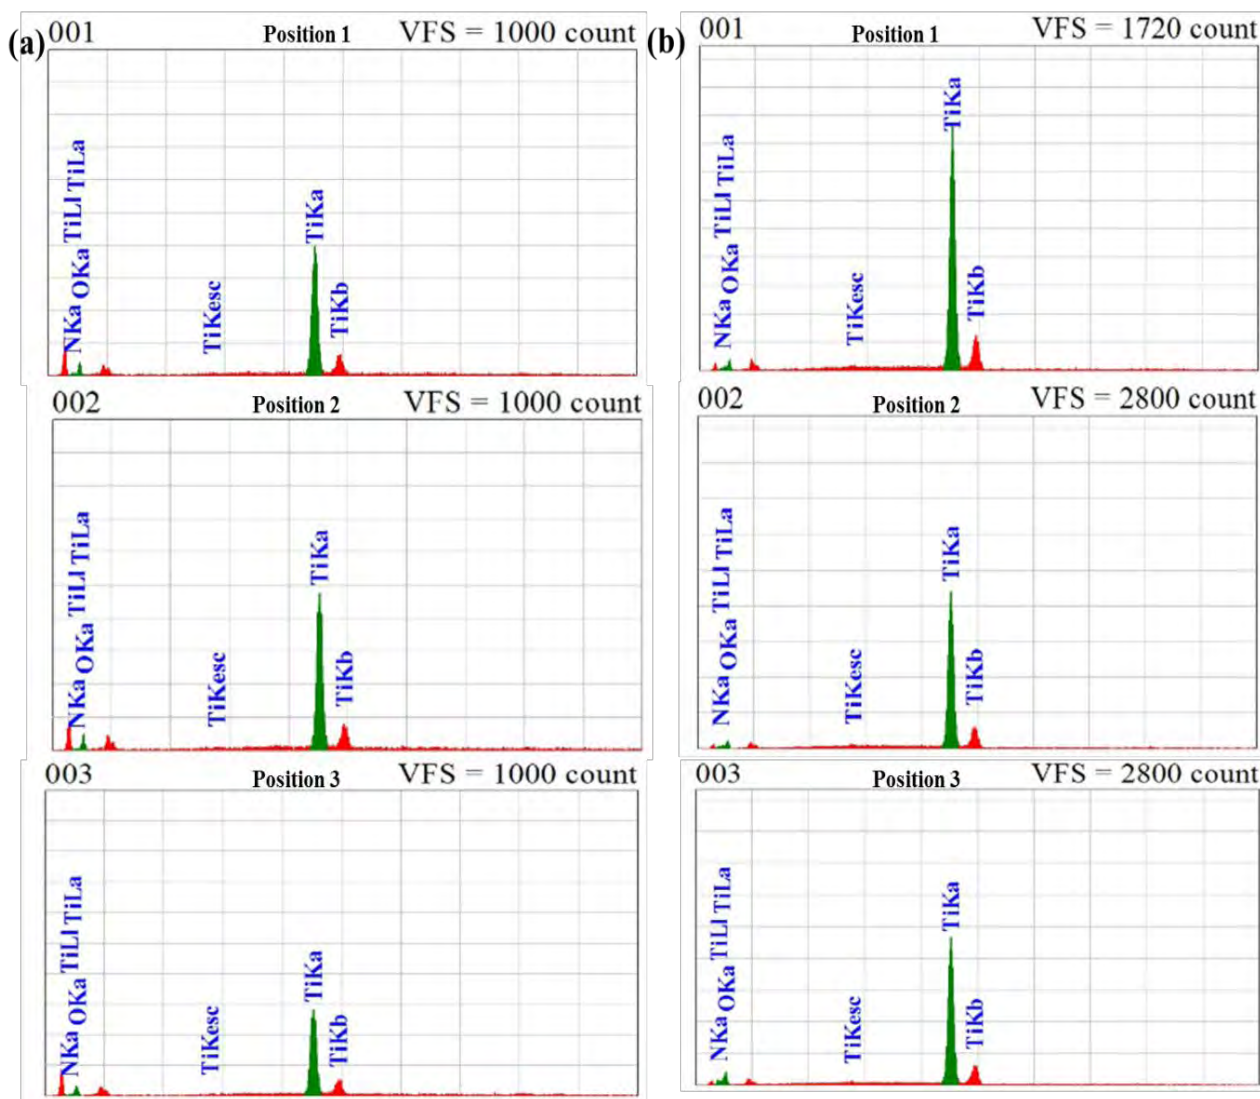 (a)
001 Position 1 VFS = 1000 count
NKa OKa TiLl TiLa
TiKesc
TiKa
TiKb
002 Position 2 VFS = 1000 count
NKa OKa TiLl TiLa
TiKesc
TiKa
TiKb
003 Position 3 VFS = 1000 count
NKa OKa TiLl TiLa
TiKesc
TiKa
TiKb
(b)
001 Position 1 VFS = 1720 count
NKa OKa TiLl TiLa
TiKesc
TiKa
TiKb
002 Position 2 VFS = 2800 count
NKa OKa TiLl TiLa
TiKesc
TiKa
TiKb
003 Position 3 VFS = 2800 count
NKa OKa TiLl TiLa
TiKesc
TiKa
TiKb